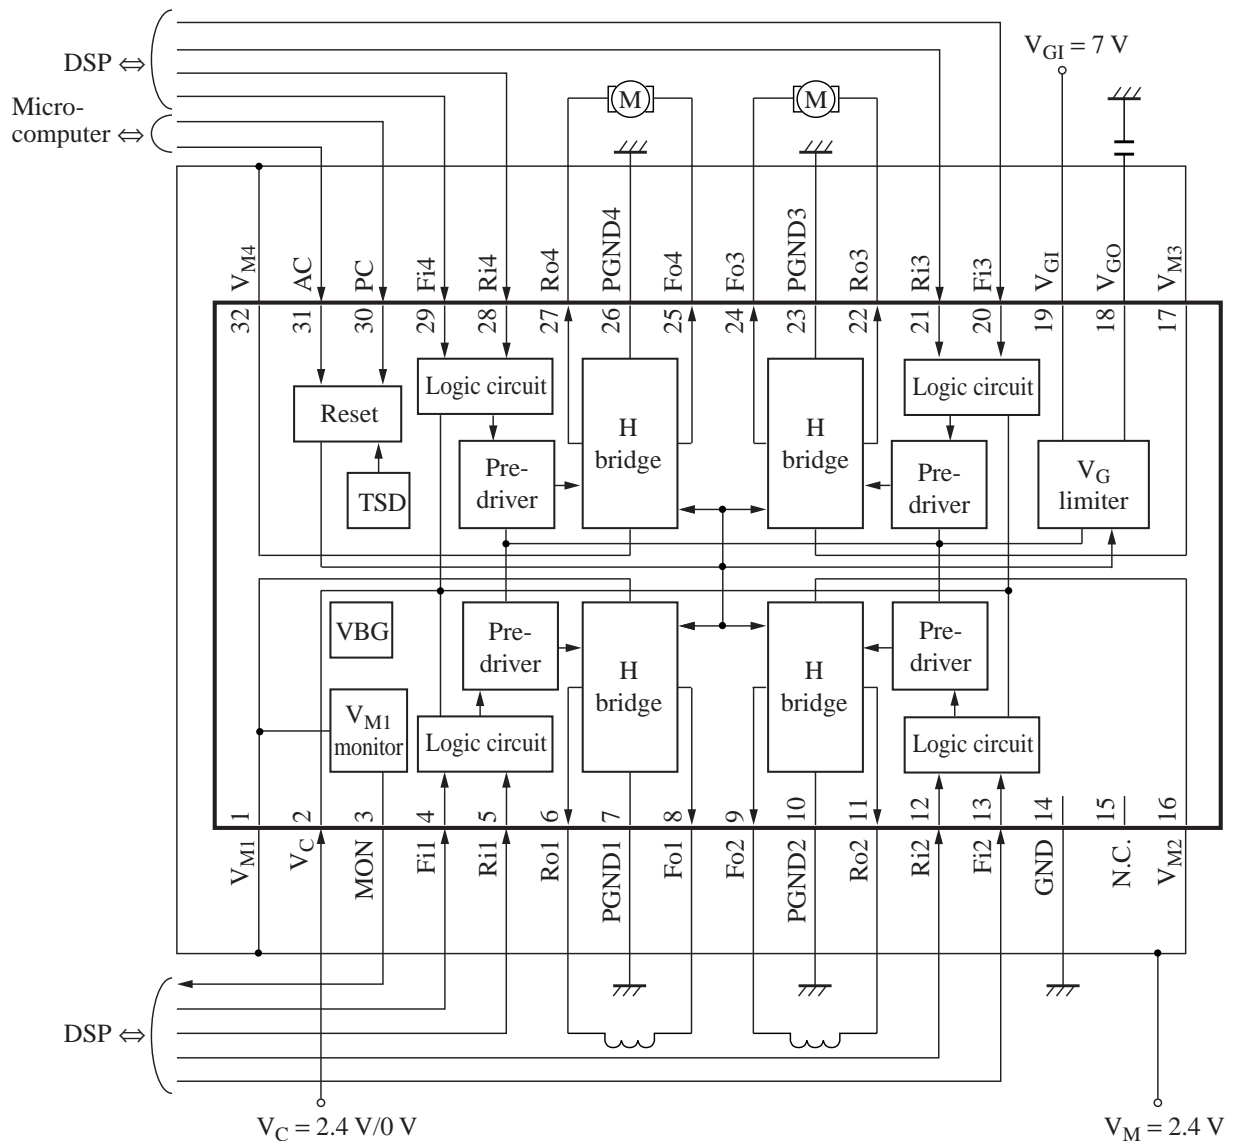 DSP ⇔
V_GI = 7 V
Micro-
computer ⇔
M
M
V_M4
AC
PC
Fi4
Ri4
Ro4
PGND4
Fo4
Fo3
PGND3
Ro3
Ri3
Fi3
V_GI
V_GO
V_M3
32
31
30
29
28
27
26
25
24
23
22
21
20
19
18
17
Logic circuit
Logic circuit
Reset
H
bridge
H
bridge
Pre-
driver
Pre-
driver
V_G
limiter
TSD
VBG
Pre-
driver
H
bridge
H
bridge
Pre-
driver
V_M1
monitor
Logic circuit
Logic circuit
1
2
3
4
5
6
7
8
9
10
11
12
13
14
15
16
V_M1
V_C
MON
Fi1
Ri1
Ro1
PGND1
Fo1
Fo2
PGND2
Ro2
Ri2
Fi2
GND
N.C.
V_M2
DSP ⇔
V_C = 2.4 V/0 V
V_M = 2.4 V